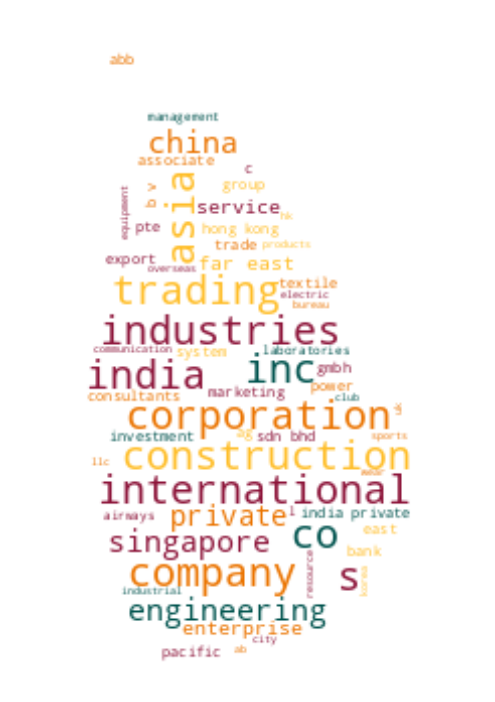 abb
management
china
associate
c
b v
asia
group
equipment
service
hk
pte
hong kong
trade
products
export
overseas
far east
trading
textile
electric
bureau
industries
communication
system
laboratories
india
inc
gmbh
power
consultants
marketing
club
corporation
uk
investment
ag
sdn bhd
sports
llc
construction
wear
international
airways
private
l
india private
singapore
co
east
bank
company
resource
s
korea
industrial
engineering
enterprise
city
pacific
ab